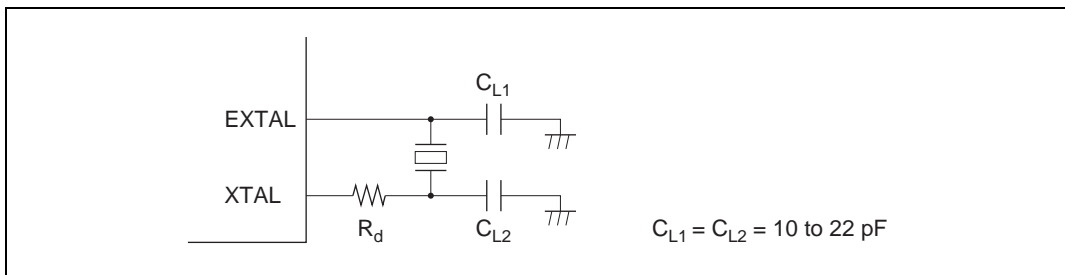 C_L1
EXTAL
XTAL
R_d
C_L2
C_L1 = C_L2 = 10 to 22 pF